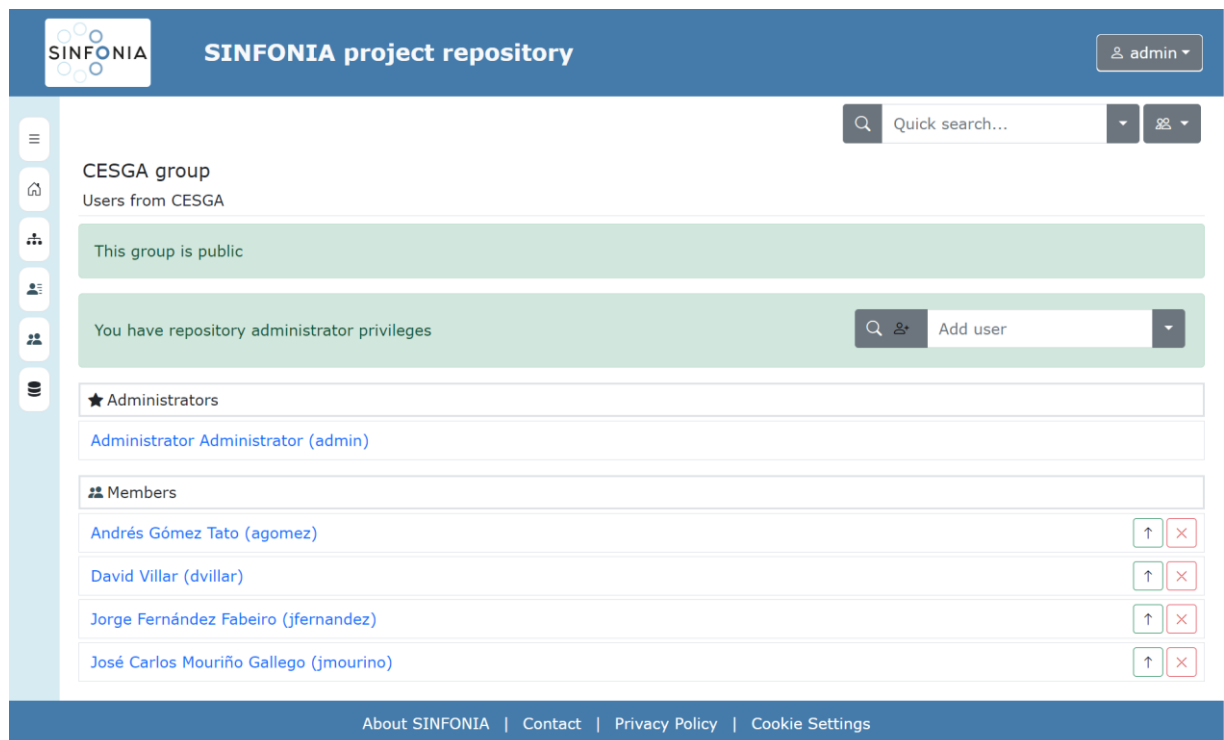 SINFONIA
SINFONIA project repository
admin
Quick search...
CESGA group
Users from CESGA
This group is public
You have repository administrator privileges
Add user
Administrators
Administrator Administrator (admin)
Members
Andrés Gómez Tato (agomez)
David Villar (dvillar)
Jorge Fernández Fabeiro (jfernandez)
José Carlos Mouriño Gallego (jmourino)
About SINFONIA | Contact | Privacy Policy | Cookie Settings